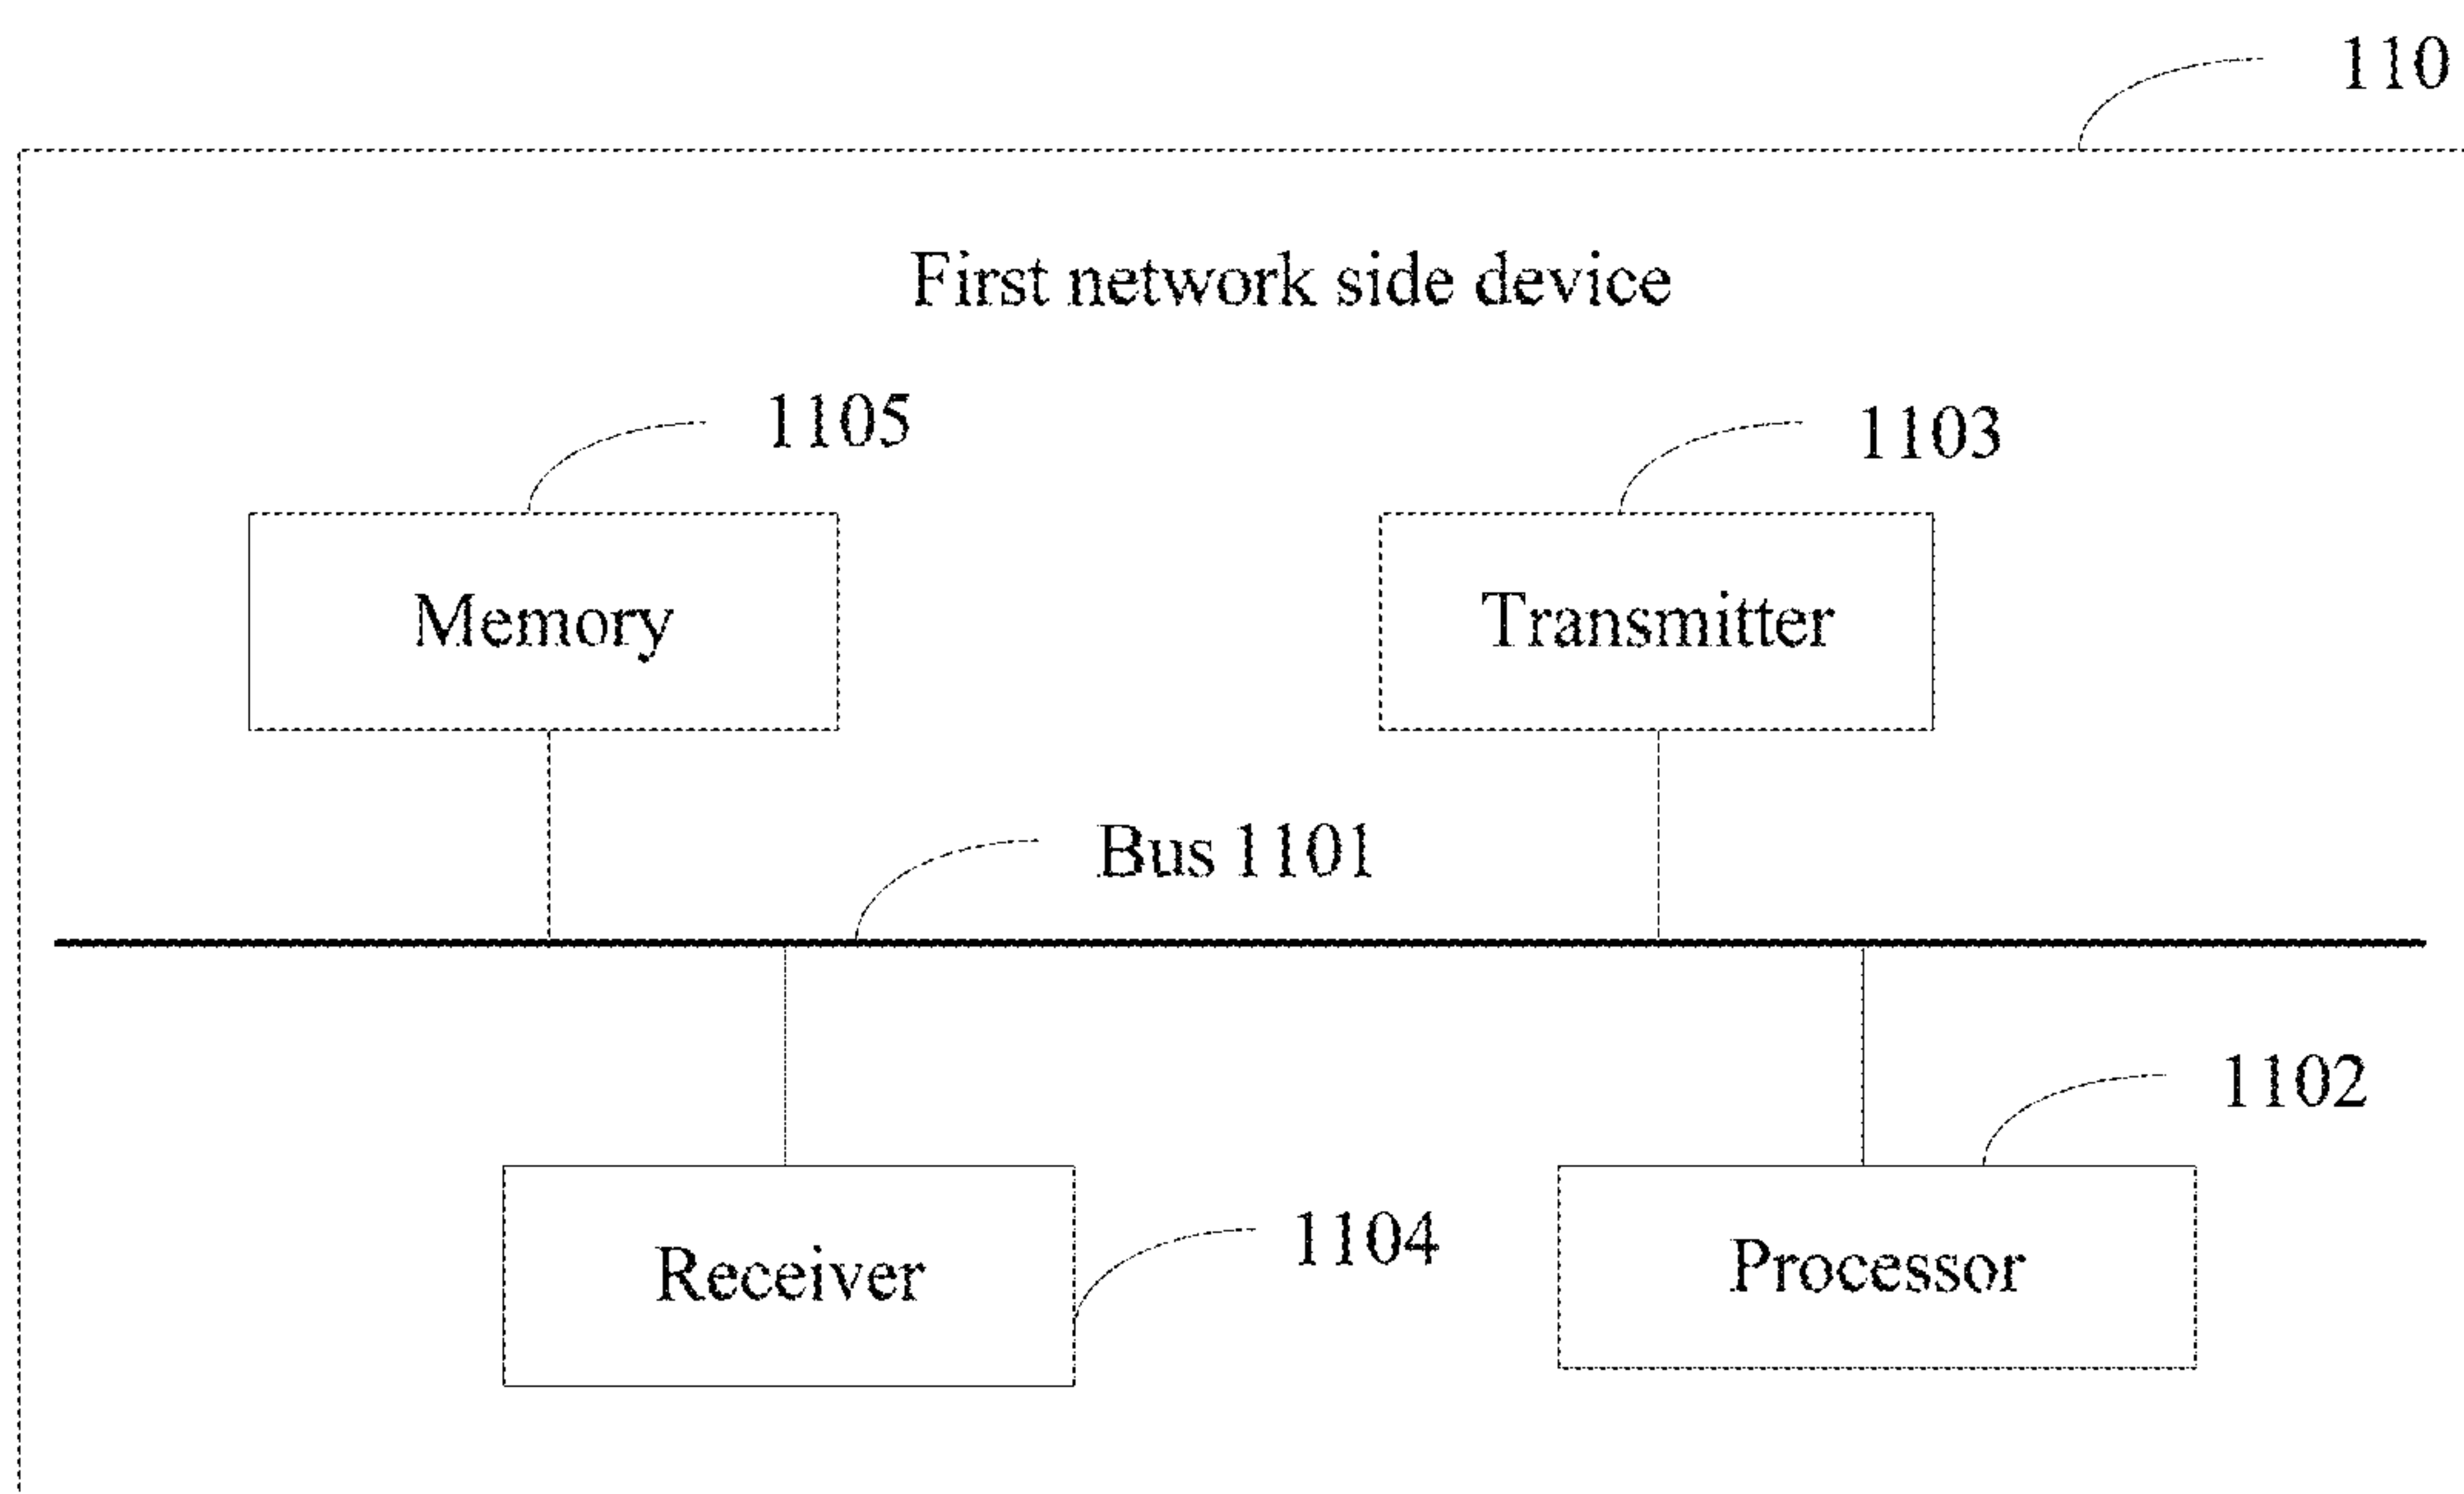 110
First network side device
1105
1103
Memory
Transmitter
Bus 1101
1102
1104
Receiver
Processor